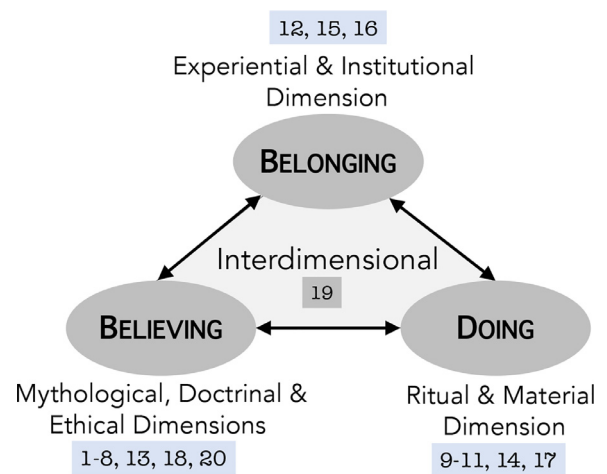 12, 15, 16
Experiential & Institutional
Dimension
BELONGING
Interdimensional
19
BELIEVING
DOING
Mythological, Doctrinal &
Ethical Dimensions
1-8, 13, 18, 20
Ritual & Material
Dimension
9-11, 14, 17